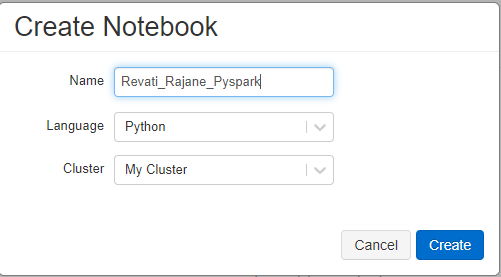 Create Notebook
Name Revati_Rajane_Pyspark
Language Python
Cluster My Cluster
Cancel Create